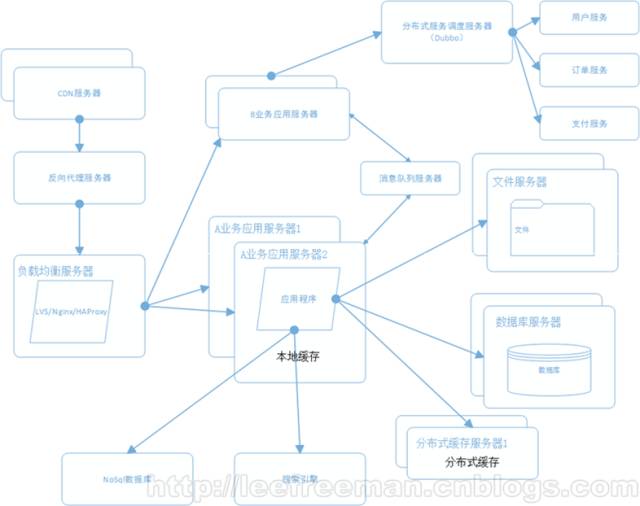 分布式服务调度服务器
（Dubbo）
用户服务
订单服务
支付服务
CDN服务器
B业务应用服务器
反向代理服务器
消息队列服务器
文件服务器
文件
A业务应用服务器1
A业务应用服务器2
应用程序
本地缓存
负载均衡服务器
LVS/Nginx/HAProxy
数据库服务器
数据库
分布式缓存服务器1
分布式缓存
NoSql数据库
搜索引擎
http://leefreeman.cnblogs.com